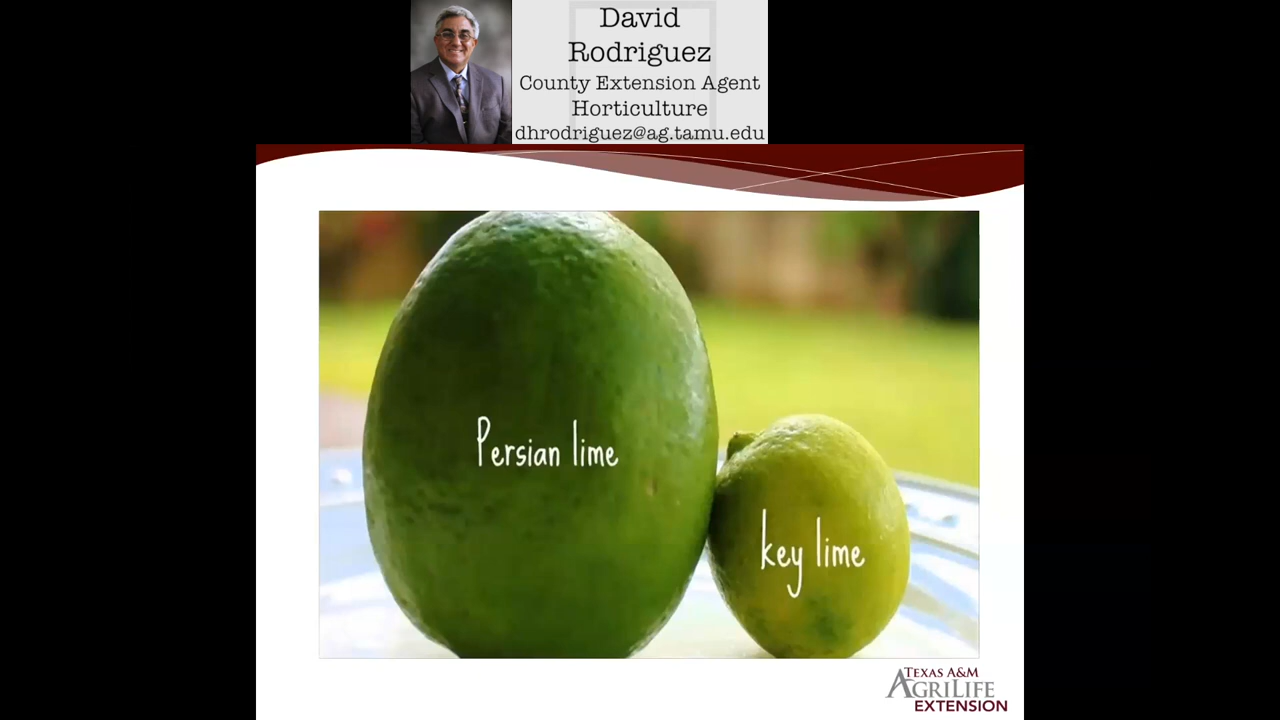 David
Rodriguez
County Extension Agent
Horticulture
dhrodriguez@ag.tamu.edu
Persian lime
key lime
TEXAS A&M
AGRILIFE
EXTENSION